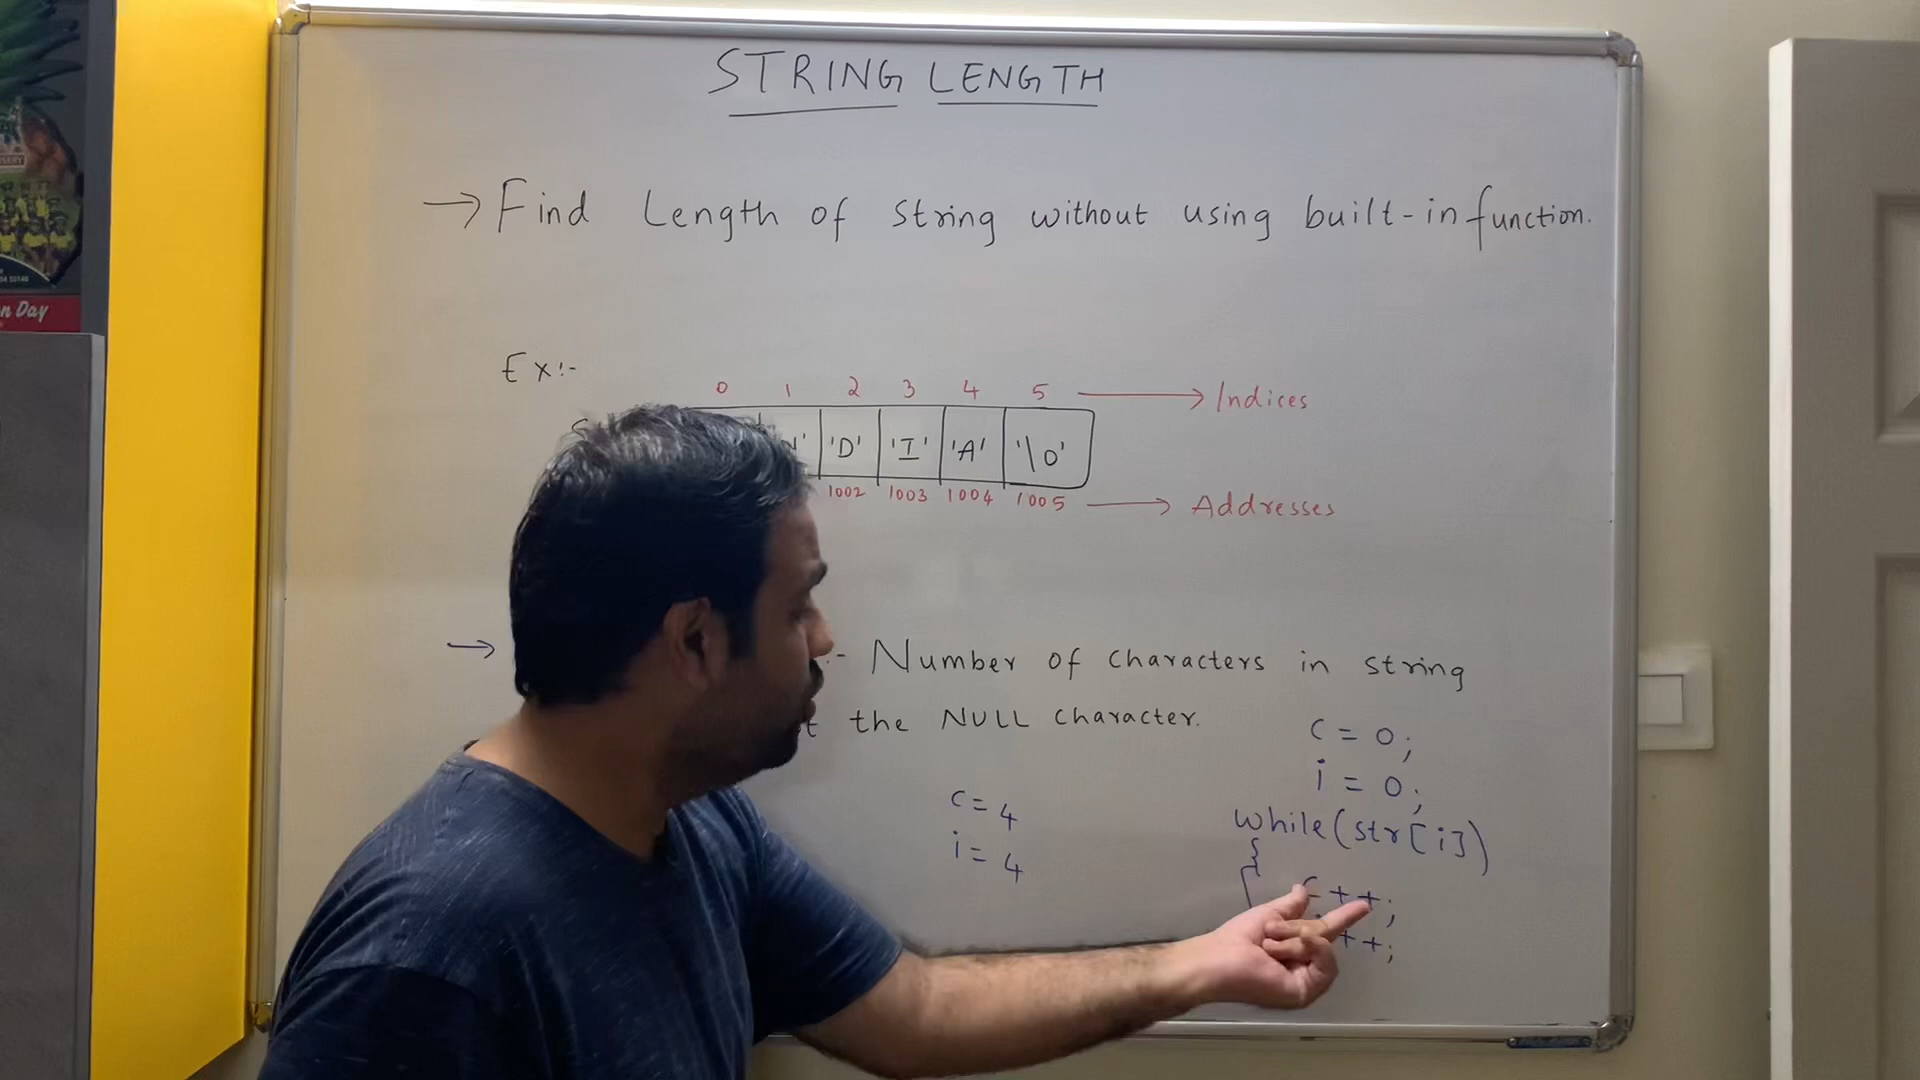 STRING LENGTH
→ Find Length of string without using built-in function.
Ex:-
0 1 2 3 4 5 → Indices
'D' 'I' 'A' '\0'
1002 1003 1004 1005 → Addresses
→ :- Number of characters in string
the NULL character.
c = 0;
i = 0;
c = 4
i = 4
while(str[i])
{
c++;
++;
n Day